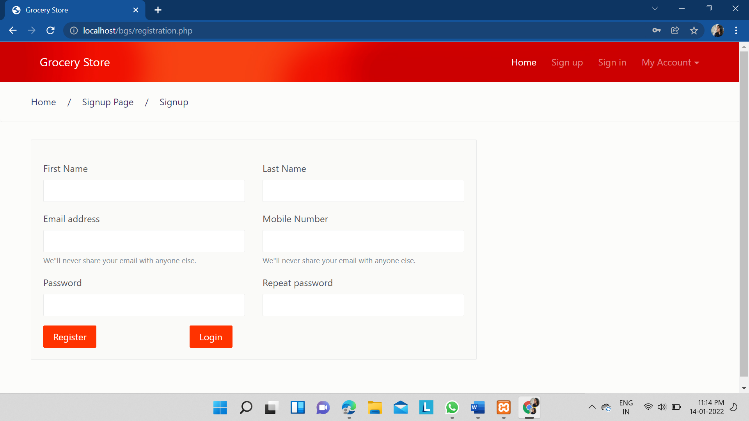 Grocery Store
localhost/bgs/registration.php
Grocery Store
Home Sign up Sign in My Account
Home / Signup Page / Signup
First Name Last Name
Email address Mobile Number
We'll never share your email with anyone else. We'll never share your email with anyone else.
Password Repeat password
Register Login
ENG
IN
11:14 PM
14-01-2022